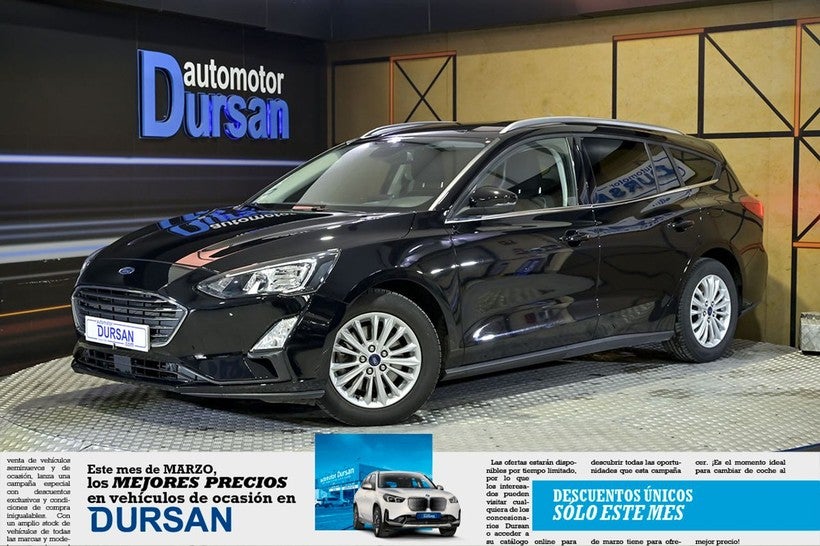 automotor
Dursan
Ford
automotor
DURSAN
.com
venta de vehículos
seminuevos y de
ocasión, lanza una
campaña especial
con descuentos
exclusivos y condi-
ciones de compra
inigualables. Con
un amplio stock de
vehículos de todas
las marcas y mode-
Este mes de MARZO,
los MEJORES PRECIOS
en vehículos de ocasión en
DURSAN
automotor Dursan
Las ofertas estarán dispo-
nibles por tiempo limitado,
por lo que
los interesa-
dos pueden
visitar cual-
quiera de los
concesiona-
rios Dursan
o acceder a
su catálogo
online para
descubrir todas las oportu-
nidades que esta campaña
de marzo tiene para ofre-
cer. ¡Es el momento ideal
para cambiar de coche al
mejor precio!
DESCUENTOS ÚNICOS
SÓLO ESTE MES